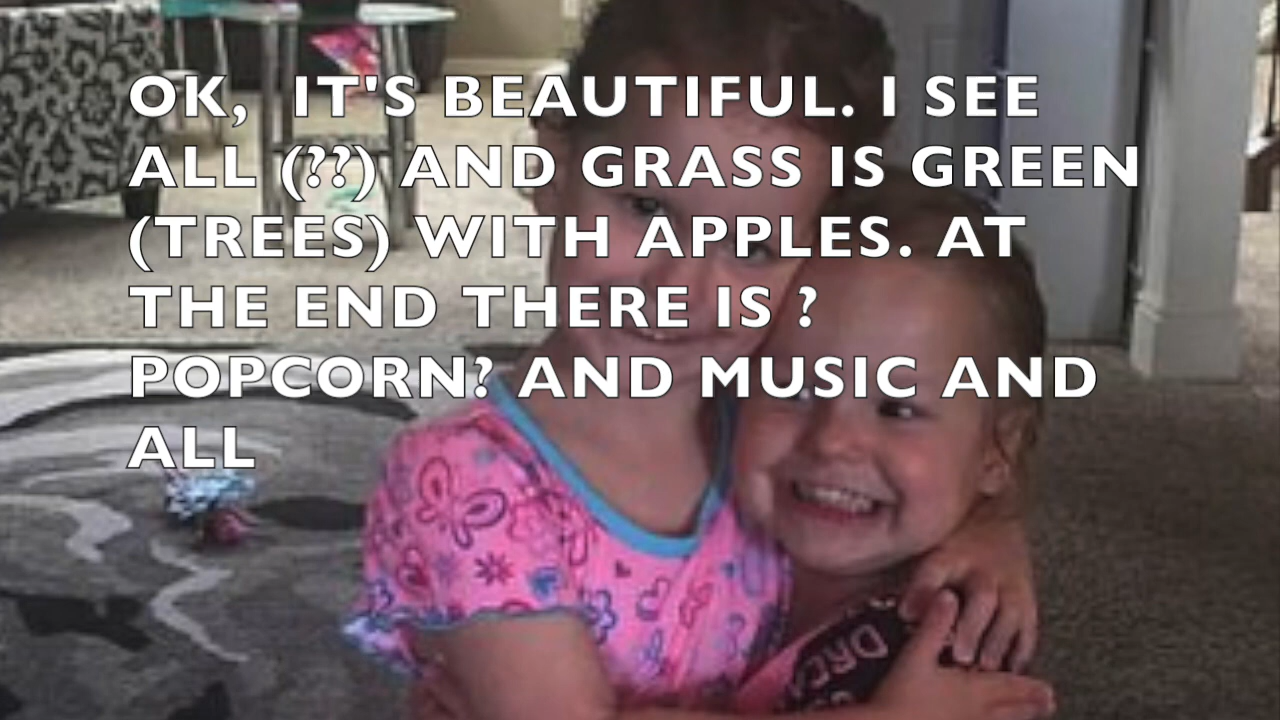 OK, IT'S BEAUTIFUL. I SEE
ALL (??) AND GRASS IS GREEN
(TREES) WITH APPLES. AT
THE END THERE IS ?
POPCORN? AND MUSIC AND
ALL